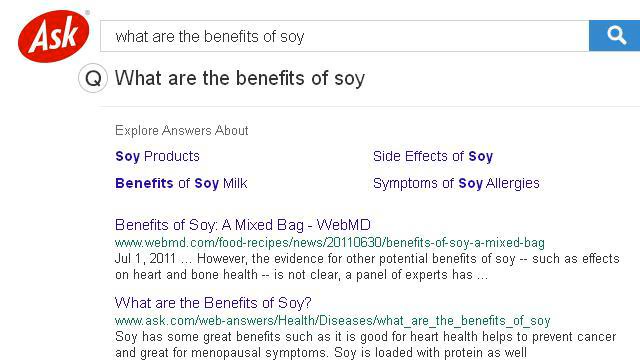 Ask®
what are the benefits of soy
Q What are the benefits of soy
Explore Answers About
Soy Products
Side Effects of Soy
Benefits of Soy Milk
Symptoms of Soy Allergies
Benefits of Soy: A Mixed Bag - WebMD
www.webmd.com/food-recipes/news/20110630/benefits-of-soy-a-mixed-bag
Jul 1, 2011 ... However, the evidence for other potential benefits of soy -- such as effects
on heart and bone health -- is not clear, a panel of experts has ...
What are the Benefits of Soy?
www.ask.com/web-answers/Health/Diseases/what_are_the_benefits_of_soy
Soy has some great benefits such as it is good for heart health helps to prevent cancer
and great for menopausal symptoms. Soy is loaded with protein as well